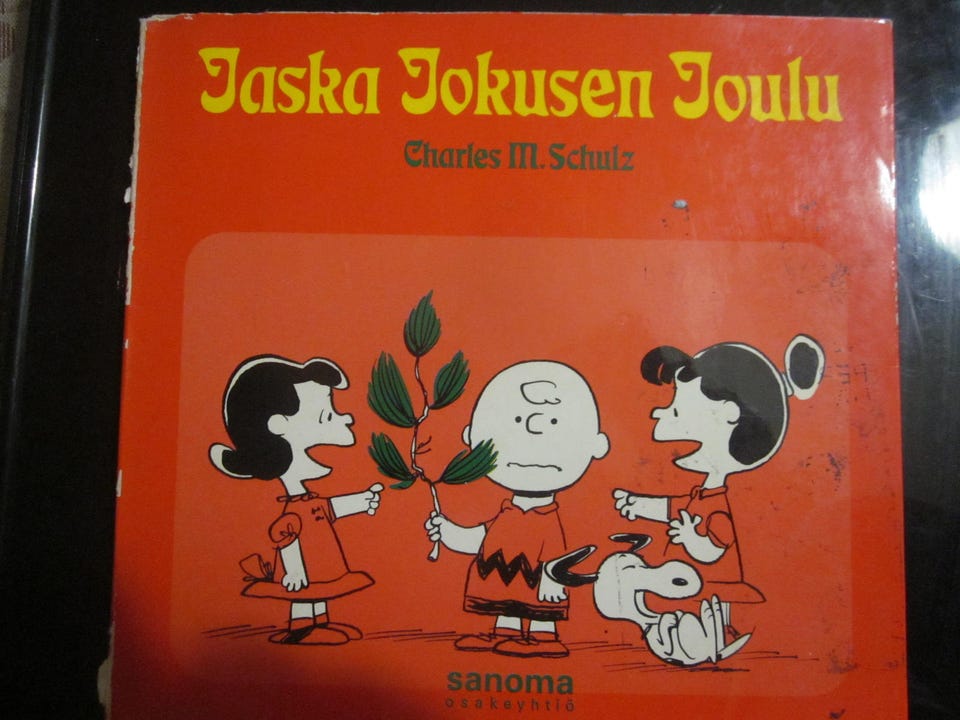 Jaska Jokusen Joulu
Charles M. Schulz
sanoma
osakeyhtiö